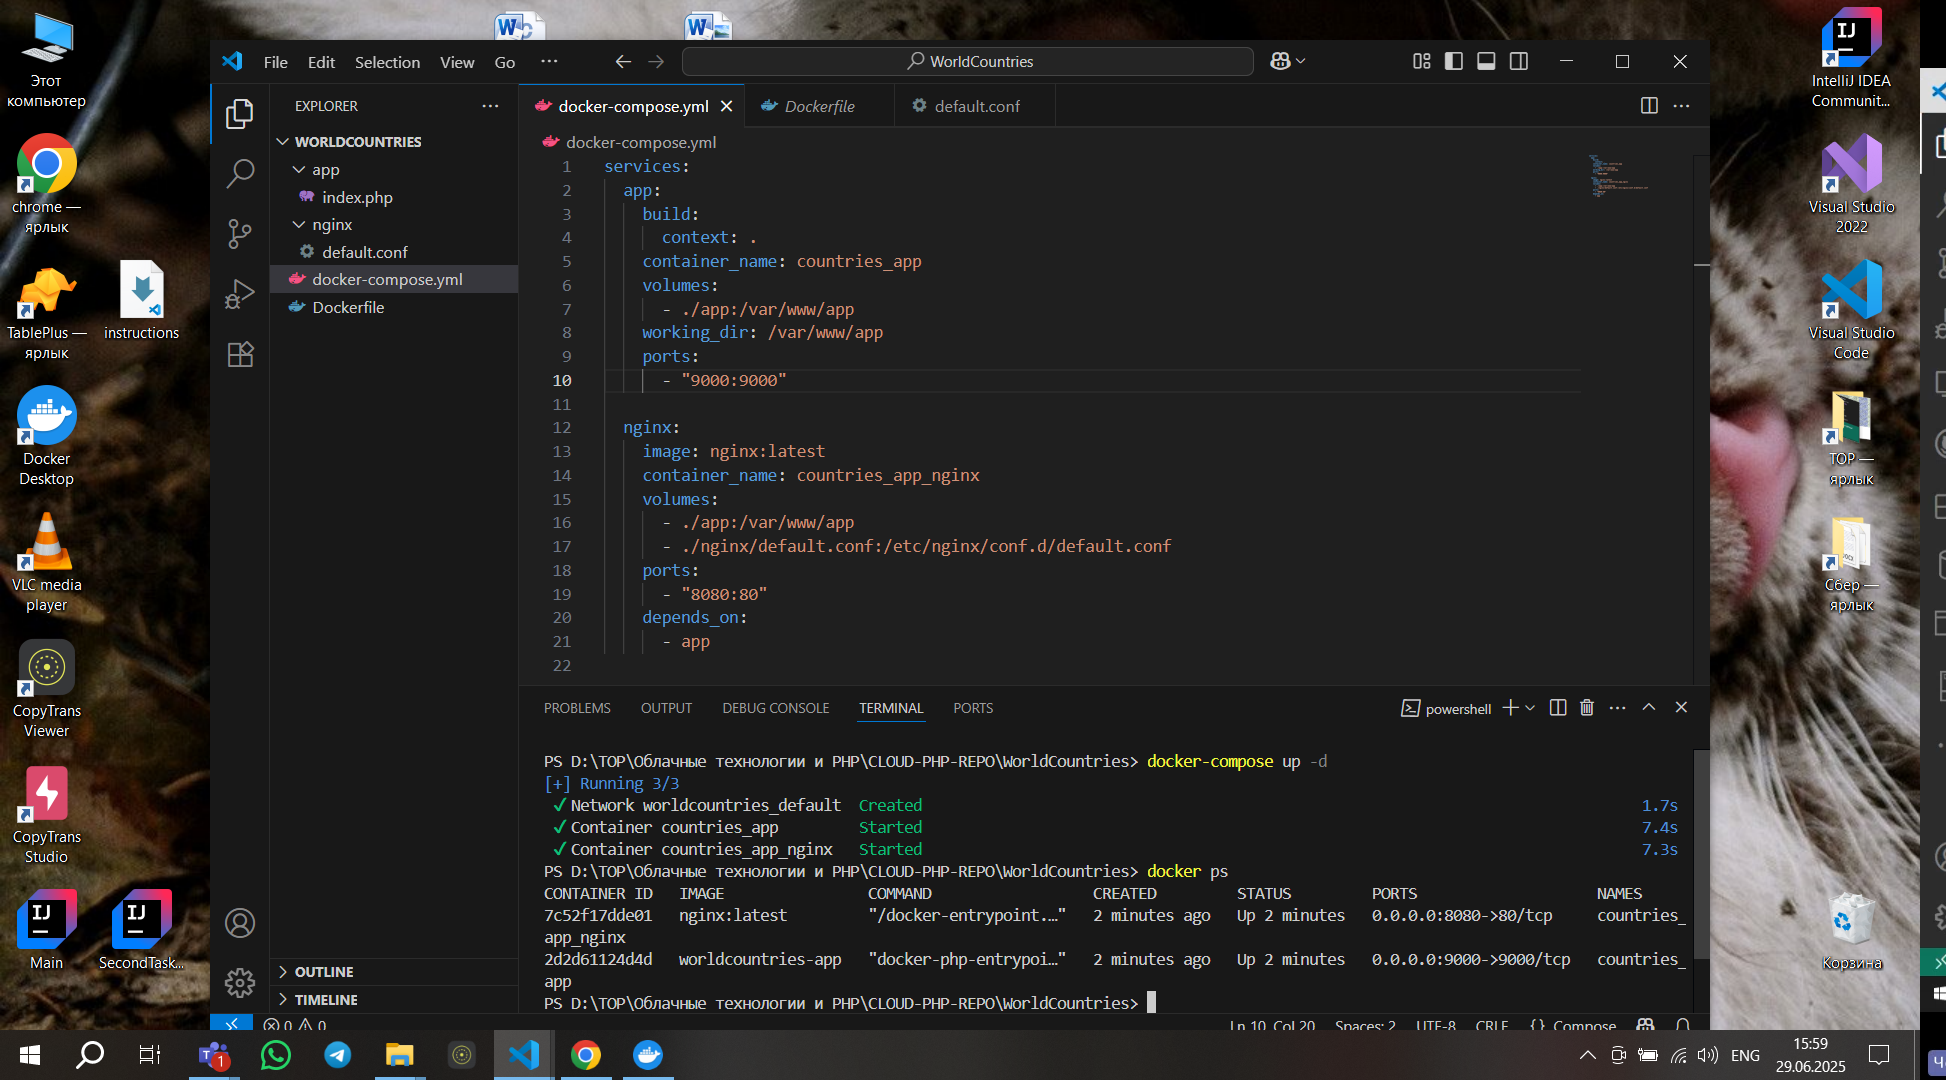 Этот
компьютер
chrome —
ярлык
TablePlus —
ярлык
instructions
Docker
Desktop
VLC media
player
CopyTrans
Viewer
CopyTrans
Studio
Main
SecondTask...
File Edit Selection View Go ...
WorldCountries
EXPLORER
WORLDCOUNTRIES
app
index.php
nginx
default.conf
docker-compose.yml
Dockerfile
OUTLINE
TIMELINE
docker-compose.yml Dockerfile default.conf
docker-compose.yml
1 services:
2 app:
3 build:
4 context: .
5 container_name: countries_app
6 volumes:
7 - ./app:/var/www/app
8 working_dir: /var/www/app
9 ports:
10 - "9000:9000"
11
12 nginx:
13 image: nginx:latest
14 container_name: countries_app_nginx
15 volumes:
16 - ./app:/var/www/app
17 - ./nginx/default.conf:/etc/nginx/conf.d/default.conf
18 ports:
19 - "8080:80"
20 depends_on:
21 - app
22
PROBLEMS OUTPUT DEBUG CONSOLE TERMINAL PORTS powershell
PS D:\TOP\Облачные технологии и PHP\CLOUD-PHP-REPO\WorldCountries> docker-compose up -d
[+] Running 3/3
✓ Network worldcountries_default Created 1.7s
✓ Container countries_app Started 7.4s
✓ Container countries_app_nginx Started 7.3s
PS D:\TOP\Облачные технологии и PHP\CLOUD-PHP-REPO\WorldCountries> docker ps
CONTAINER ID IMAGE COMMAND CREATED STATUS PORTS NAMES
7c52f17dde01 nginx:latest "/docker-entrypoint.…" 2 minutes ago Up 2 minutes 0.0.0.0:8080->80/tcp countries_
app_nginx
2d2d61124d4d worldcountries-app "docker-php-entrypoi…" 2 minutes ago Up 2 minutes 0.0.0.0:9000->9000/tcp countries_
app
PS D:\TOP\Облачные технологии и PHP\CLOUD-PHP-REPO\WorldCountries>
0 0 Ln 10, Col 20 Spaces: 2 UTF-8 CRLF {} Compose
IntelliJ IDEA
Communit...
Visual Studio
2022
Visual Studio
Code
TOP —
ярлык
Сбер —
ярлык
Корзина
1
ENG
15:59
29.06.2025